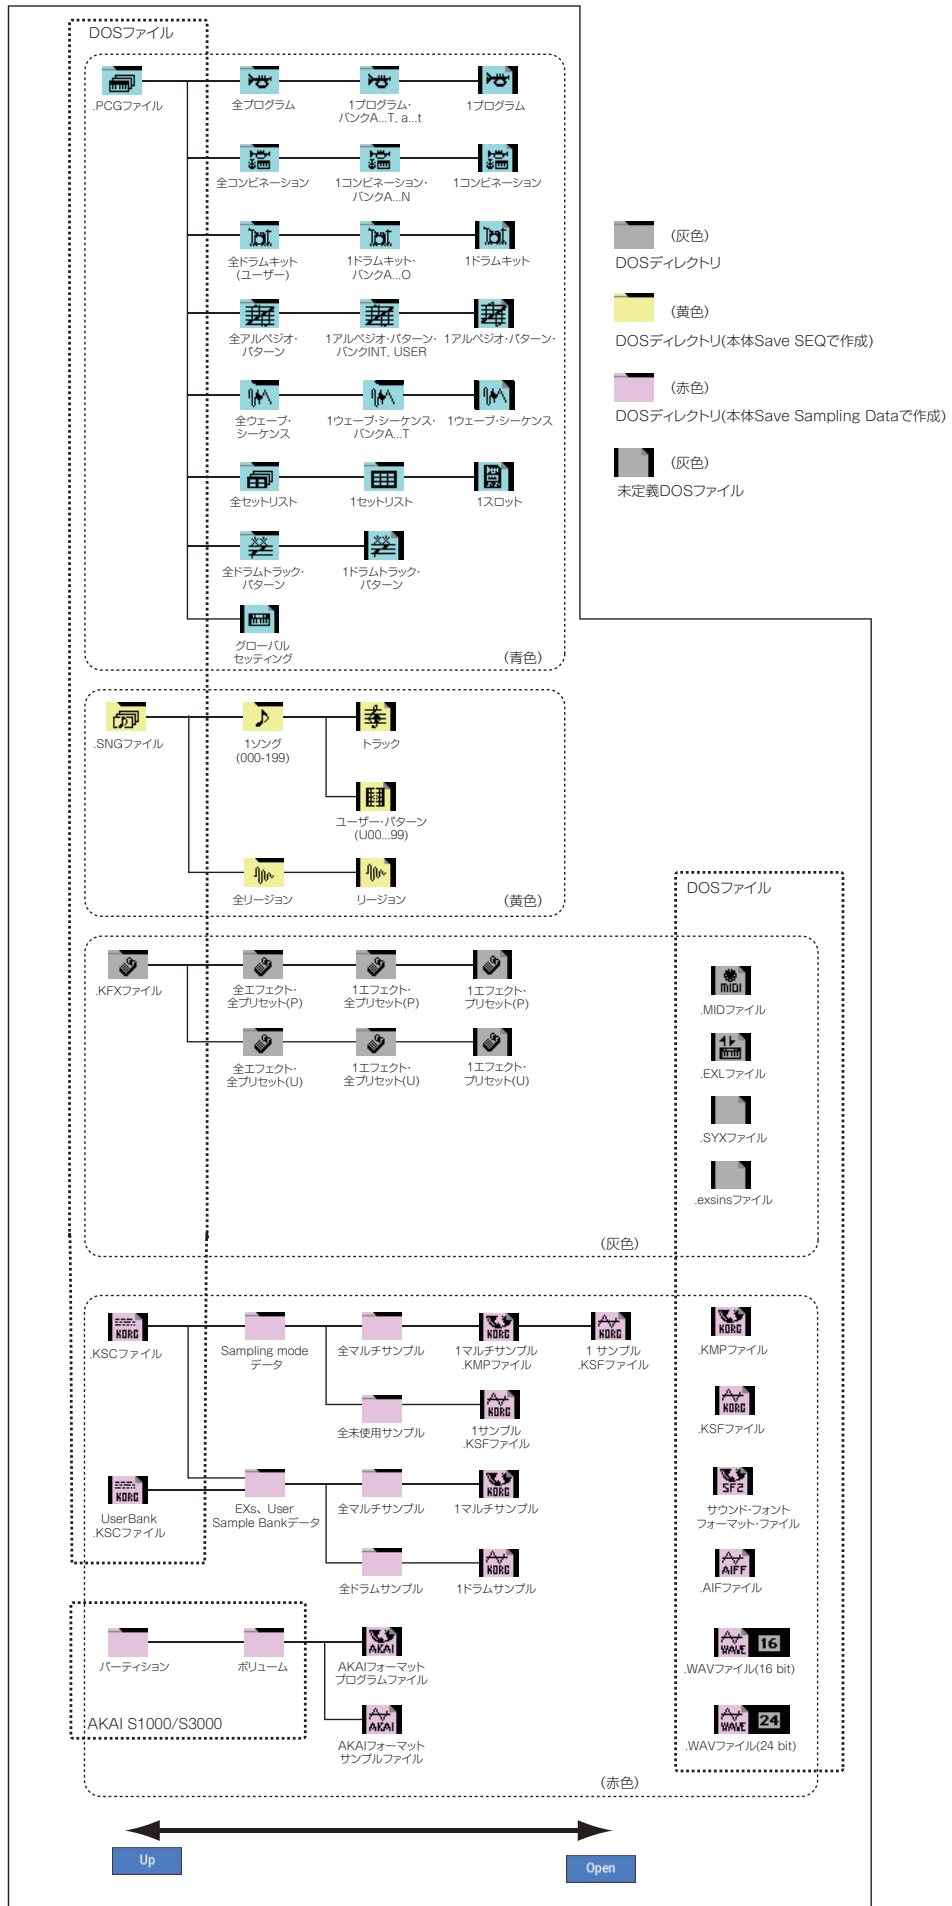 DOSファイル
.PCGファイル
全プログラム
1プログラム・
バンクA...T, a...t
1プログラム
全コンビネーション
1コンビネーション・
バンクA...N
1コンビネーション
全ドラムキット
(ユーザー)
1ドラムキット・
バンクA...O
1ドラムキット
全アルペジオ・
パターン
1アルペジオ・パターン・
バンクINT, USER
1アルペジオ・パターン・
全ウェーブ・
シーケンス
1ウェーブ・シーケンス・
バンクA...T
1ウェーブ・シーケンス
全セットリスト
1セットリスト
1スロット
全ドラムトラック・
パターン
1ドラムトラック・
パターン
グローバル
セッティング
(青色)
(灰色)
DOSディレクトリ
(黄色)
DOSディレクトリ(本体Save SEQで作成)
(赤色)
DOSディレクトリ(本体Save Sampling Dataで作成)
(灰色)
未定義DOSファイル
.SNGファイル
1ソング
(000-199)
トラック
ユーザー・パターン
(U00...99)
全リージョン
リージョン
(黄色)
DOSファイル
.KFXファイル
全エフェクト・
全プリセット(P)
1エフェクト・
全プリセット(P)
1エフェクト・
プリセット(P)
全エフェクト・
全プリセット(U)
1エフェクト・
全プリセット(U)
1エフェクト・
プリセット(U)
MIDI
.MIDファイル
.EXLファイル
.SYXファイル
.exsinsファイル
(灰色)
KORG
.KSCファイル
Sampling mode
データ
全マルチサンプル
KORG
1マルチサンプル
.KMPファイル
KORG
1 サンプル
.KSFファイル
全未使用サンプル
KORG
1サンプル
.KSFファイル
KORG
UserBank
.KSCファイル
EXs、User
Sample Bankデータ
全マルチサンプル
KORG
1マルチサンプル
全ドラムサンプル
KORG
1ドラムサンプル
KORG
.KMPファイル
KORG
.KSFファイル
SF2
サウンド・フォント
フォーマット・ファイル
AIFF
.AIFファイル
WAVE 16
.WAVファイル(16 bit)
WAVE 24
.WAVファイル(24 bit)
パーティション
ボリューム
AKAI S1000/S3000
AKAI
AKAIフォーマット
プログラムファイル
AKAI
AKAIフォーマット
サンプルファイル
(赤色)
Up
Open